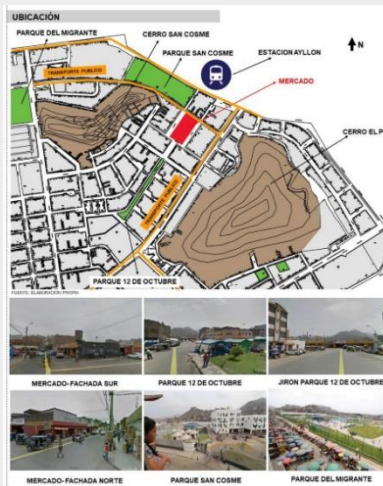 UBICACIÓN
PARQUE DEL MIGRANTE
CERRO SAN COSME
PARQUE SAN COSME
ESTACION AYLLON
N
TRANSPORTE PUBLICO
MERCADO
CERRO EL P
TRANSPORTE PUBLICO
PARQUE 12 DE OCTUBRE
FUENTE: ELABORACION PROPIA
MERCADO- FACHADA SUR
PARQUE 12 DE OCTUBRE
JIRON PARQUE 12 DE OCTUBRE
MERCADO- FACHADA NORTE
PARQUE SAN COSME
PARQUE DEL MIGRANTE